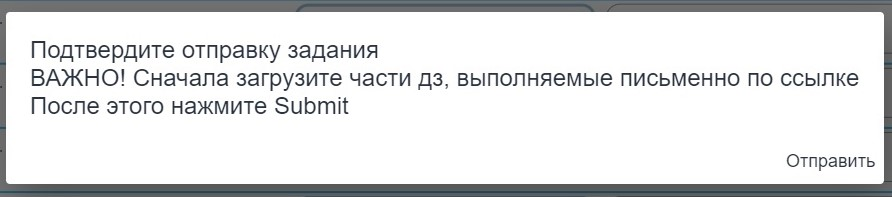 Подтвердите отправку задания
ВАЖНО! Сначала загрузите части дз, выполняемые письменно по ссылке
После этого нажмите Submit
Отправить